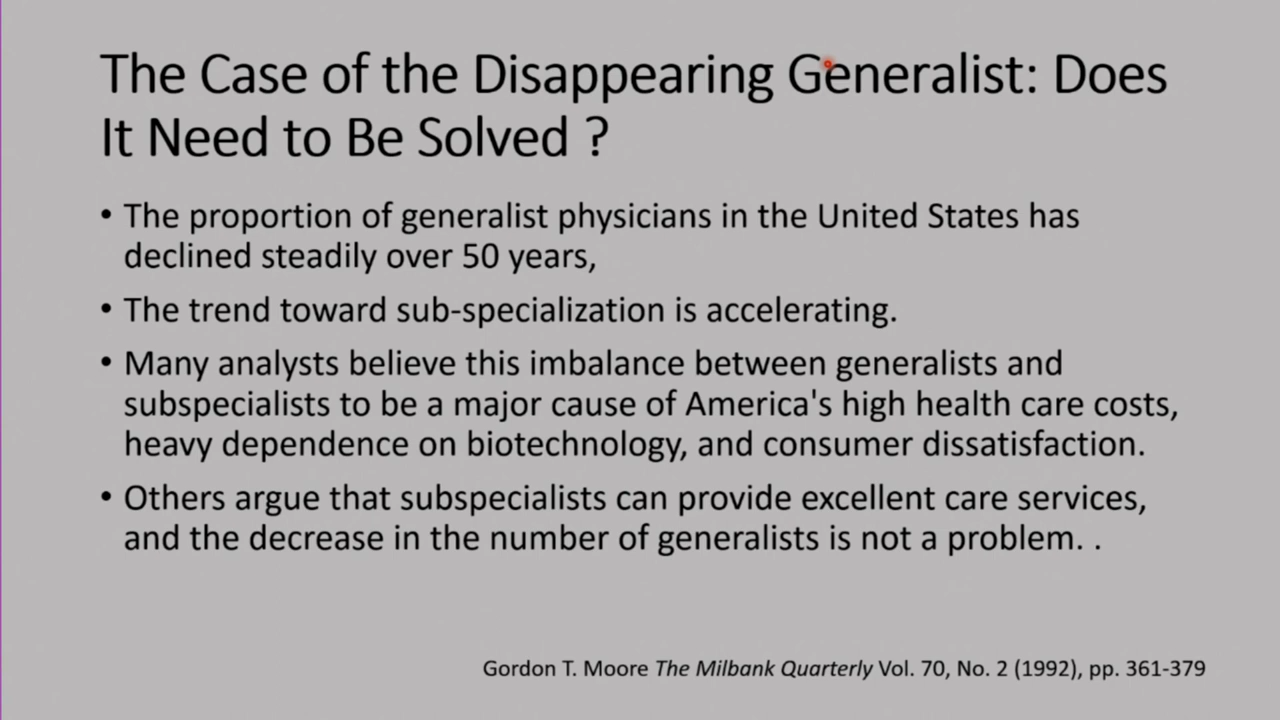 The Case of the Disappearing Generalist: Does
It Need to Be Solved ?
• The proportion of generalist physicians in the United States has
declined steadily over 50 years,
• The trend toward sub-specialization is accelerating.
• Many analysts believe this imbalance between generalists and
subspecialists to be a major cause of America's high health care costs,
heavy dependence on biotechnology, and consumer dissatisfaction.
• Others argue that subspecialists can provide excellent care services,
and the decrease in the number of generalists is not a problem. .
Gordon T. Moore The Milbank Quarterly Vol. 70, No. 2 (1992), pp. 361-379